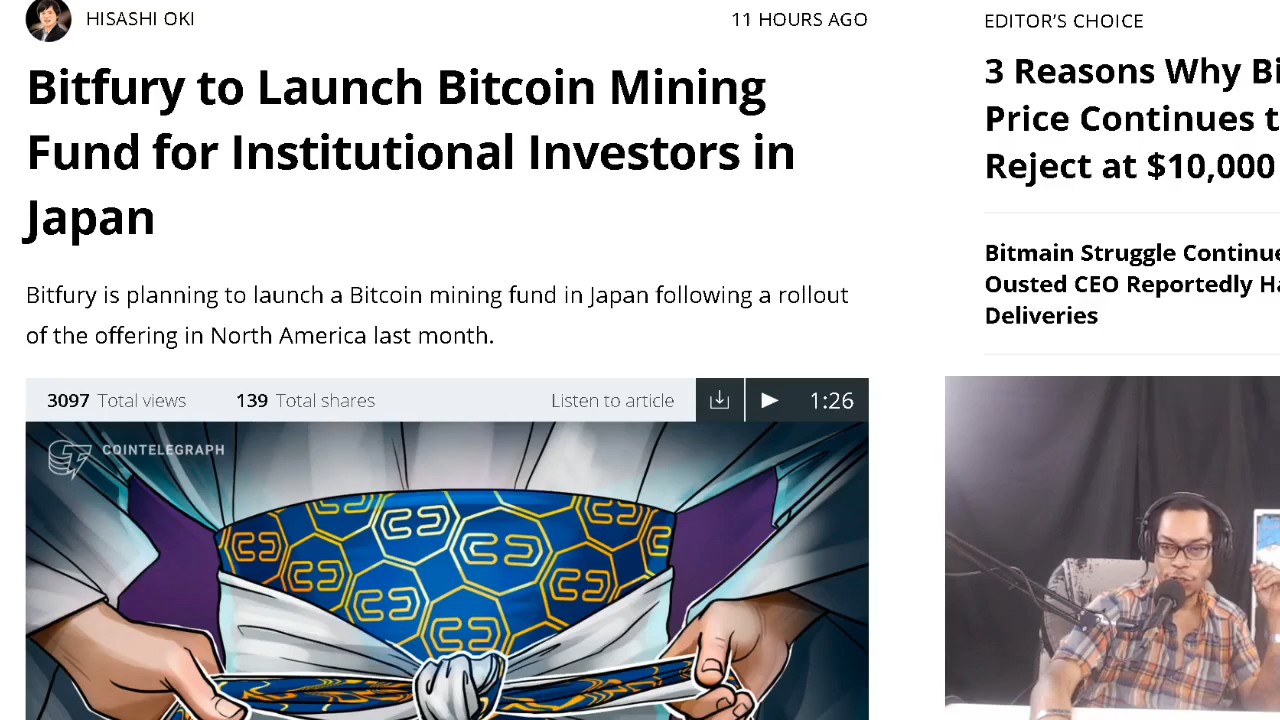 HISASHI OKI
11 HOURS AGO
Bitfury to Launch Bitcoin Mining
Fund for Institutional Investors in
Japan
Bitfury is planning to launch a Bitcoin mining fund in Japan following a rollout
of the offering in North America last month.
3097 Total views 139 Total shares Listen to article 1:26
COINTELEGRAPH
EDITOR’S CHOICE
3 Reasons Why
Price Continues
Reject at $10,000
Bitmain Struggle
Ousted CEO Reportedly
Deliveries